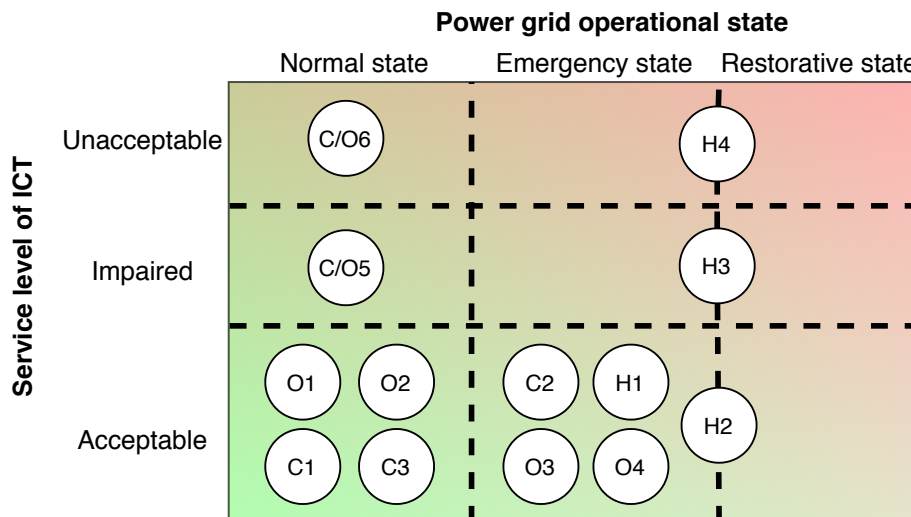 Power grid operational state
Normal state
Emergency state
Restorative state
Service level of ICT
Unacceptable
C/O6
H4
Impaired
C/O5
H3
Acceptable
O1
O2
C2
H1
H2
C1
C3
O3
O4